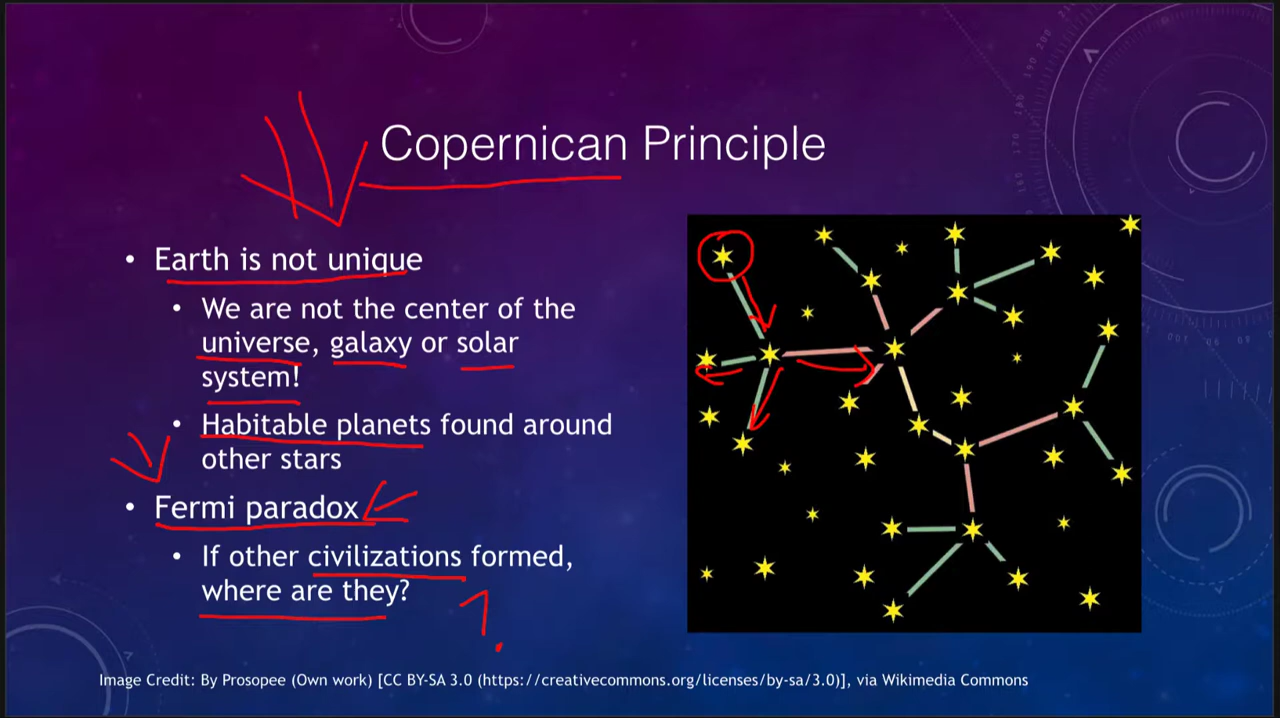 Copernican Principle
• Earth is not unique
• We are not the center of the
universe, galaxy or solar
system!
• Habitable planets found around
other stars
• Fermi paradox
• If other civilizations formed,
where are they?
?
Image Credit: By Prosopee (Own work) [CC BY-SA 3.0 (https://creativecommons.org/licenses/by-sa/3.0)], via Wikimedia Commons